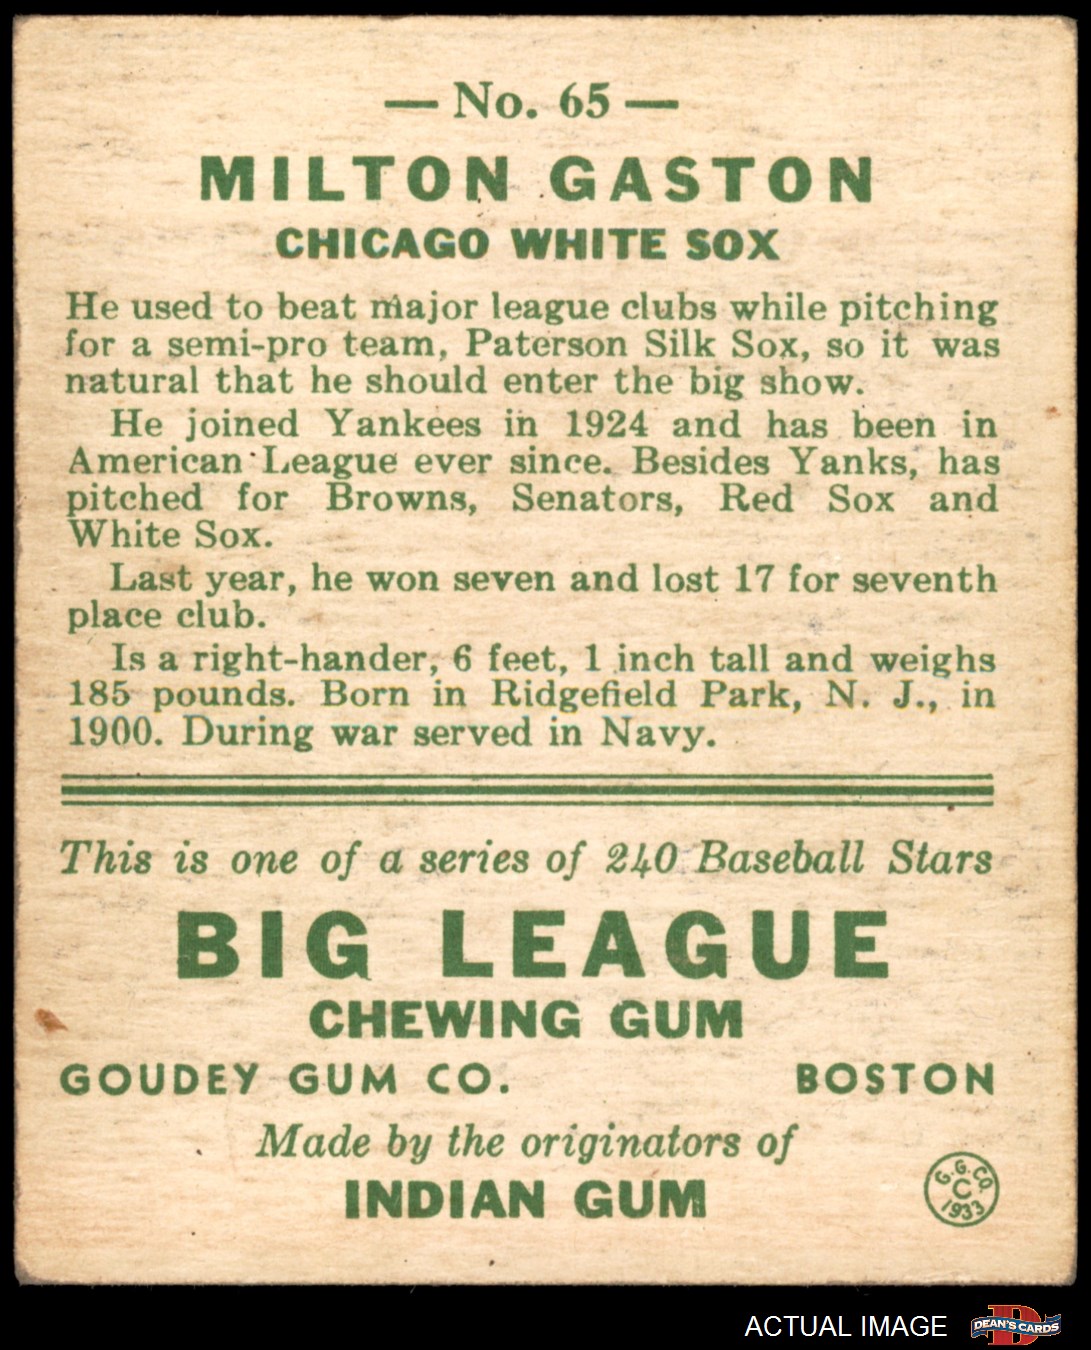 — No. 65 —
MILTON GASTON
CHICAGO WHITE SOX
He used to beat major league clubs while pitching
for a semi-pro team, Paterson Silk Sox, so it was
natural that he should enter the big show.
He joined Yankees in 1924 and has been in
American League ever since. Besides Yanks, has
pitched for Browns, Senators, Red Sox and
White Sox.
Last year, he won seven and lost 17 for seventh
place club.
Is a right-hander, 6 feet, 1 inch tall and weighs
185 pounds. Born in Ridgefield Park, N. J., in
1900. During war served in Navy.
This is one of a series of 240 Baseball Stars
BIG LEAGUE
CHEWING GUM
GOUDEY GUM CO. BOSTON
Made by the originators of
INDIAN GUM
G. G. CO.
C
1933
ACTUAL IMAGE
D
DEAN'S CARDS